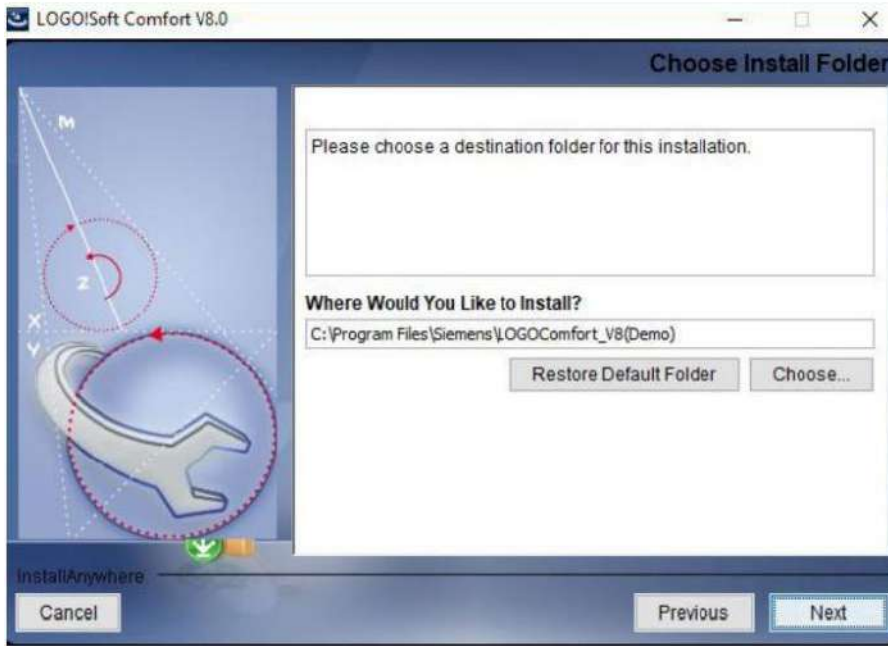 LOGO!Soft Comfort V8.0
Choose Install Folder
M
Z
X
Y
Please choose a destination folder for this installation.
Where Would You Like to Install?
C:\Program Files\Siemens\LOGOComfort_V8(Demo)
Restore Default Folder
Choose...
InstallAnywhere
Cancel
Previous
Next